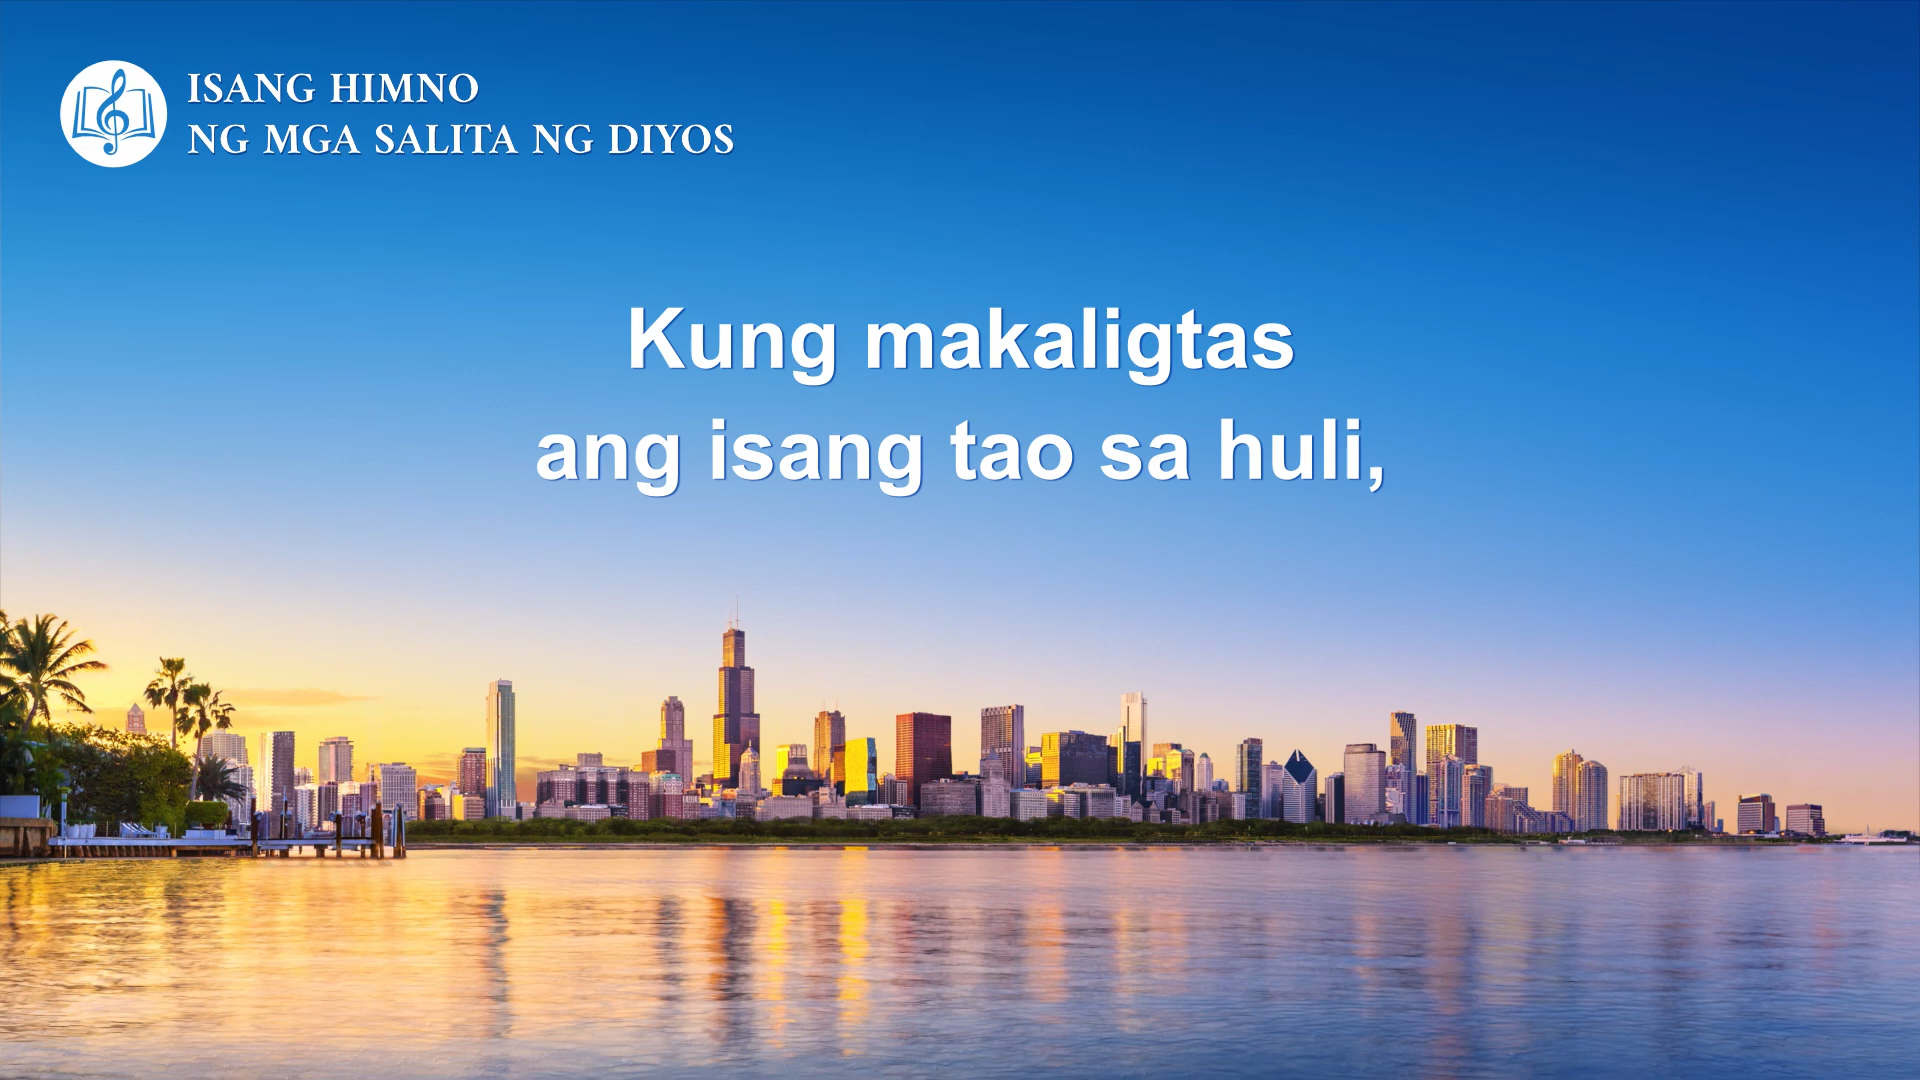 ISANG HIMNO
NG MGA SALITA NG DIYOS
Kung makaligtas
ang isang tao sa huli,